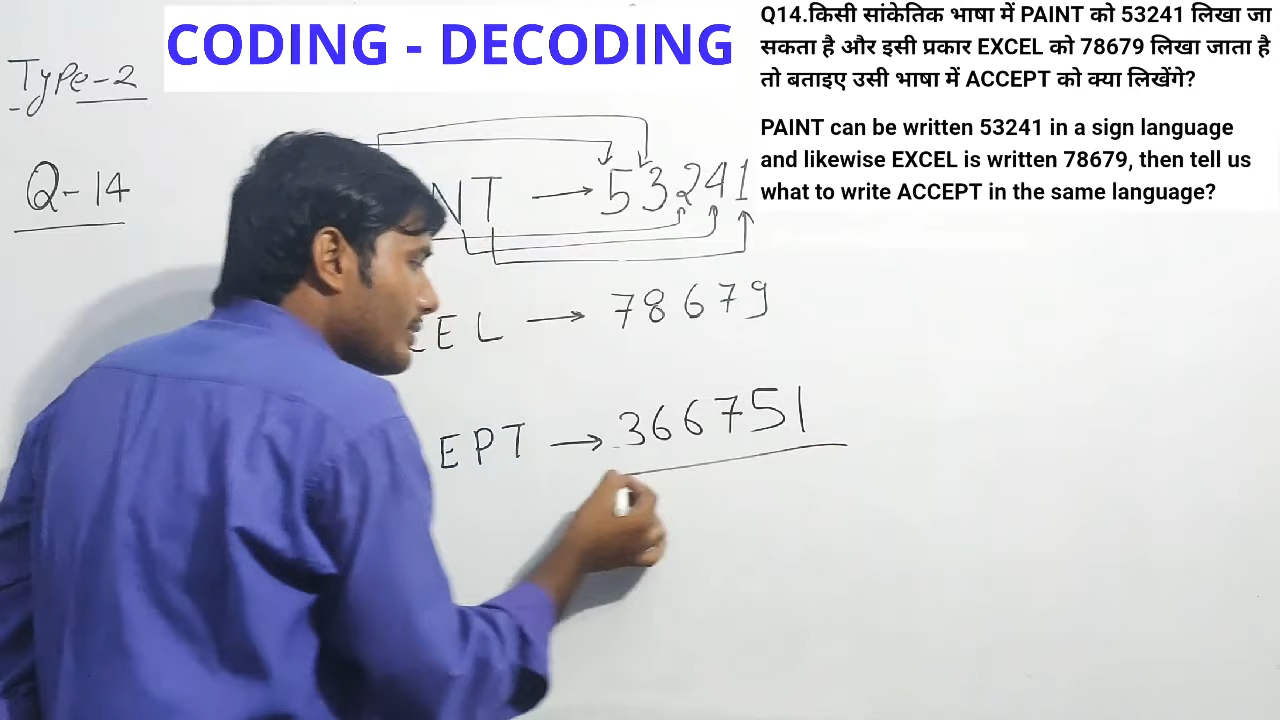 CODING - DECODING
Q14.किसी सांकेतिक भाषा में PAINT को 53241 लिखा जा
सकता है और इसी प्रकार EXCEL को 78679 लिखा जाता है
तो बताइए उसी भाषा में ACCEPT को क्या लिखेंगे?
PAINT can be written 53241 in a sign language
and likewise EXCEL is written 78679, then tell us
what to write ACCEPT in the same language?
Type-2
Q-14
NT → 53241
EL → 78679
EPT → 366751